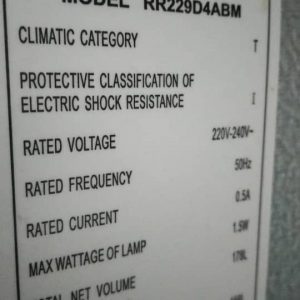 MODEL RR229D4ABM
CLIMATIC CATEGORY T
PROTECTIVE CLASSIFICATION OF
ELECTRIC SHOCK RESISTANCE I
RATED VOLTAGE 220V-240V~
RATED FREQUENCY 50Hz
RATED CURRENT 0.5A
MAX WATTAGE OF LAMP 1.5W
TOTAL NET VOLUME 178L